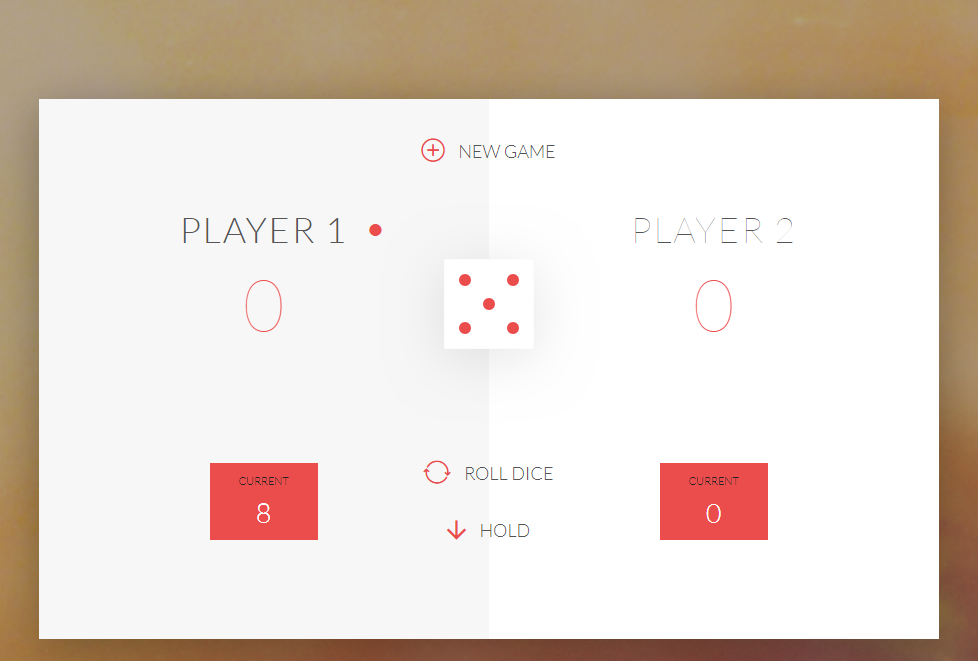 NEW GAME
PLAYER 1
0
PLAYER 2
0
CURRENT
8
ROLL DICE
HOLD
CURRENT
0